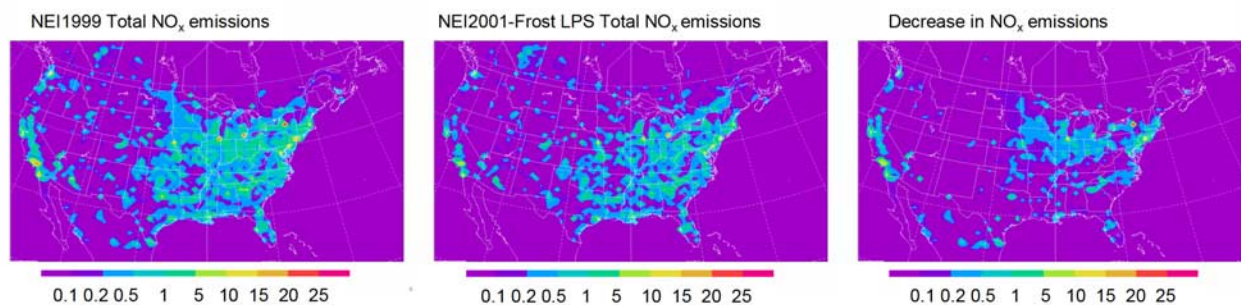 NEI1999 Total NOx emissions
NEI2001-Frost LPS Total NOx emissions
Decrease in NOx emissions
0.1 0.2 0.5 1 5 10 15 20 25
0.1 0.2 0.5 1 5 10 15 20 25
0.1 0.2 0.5 1 5 10 15 20 25